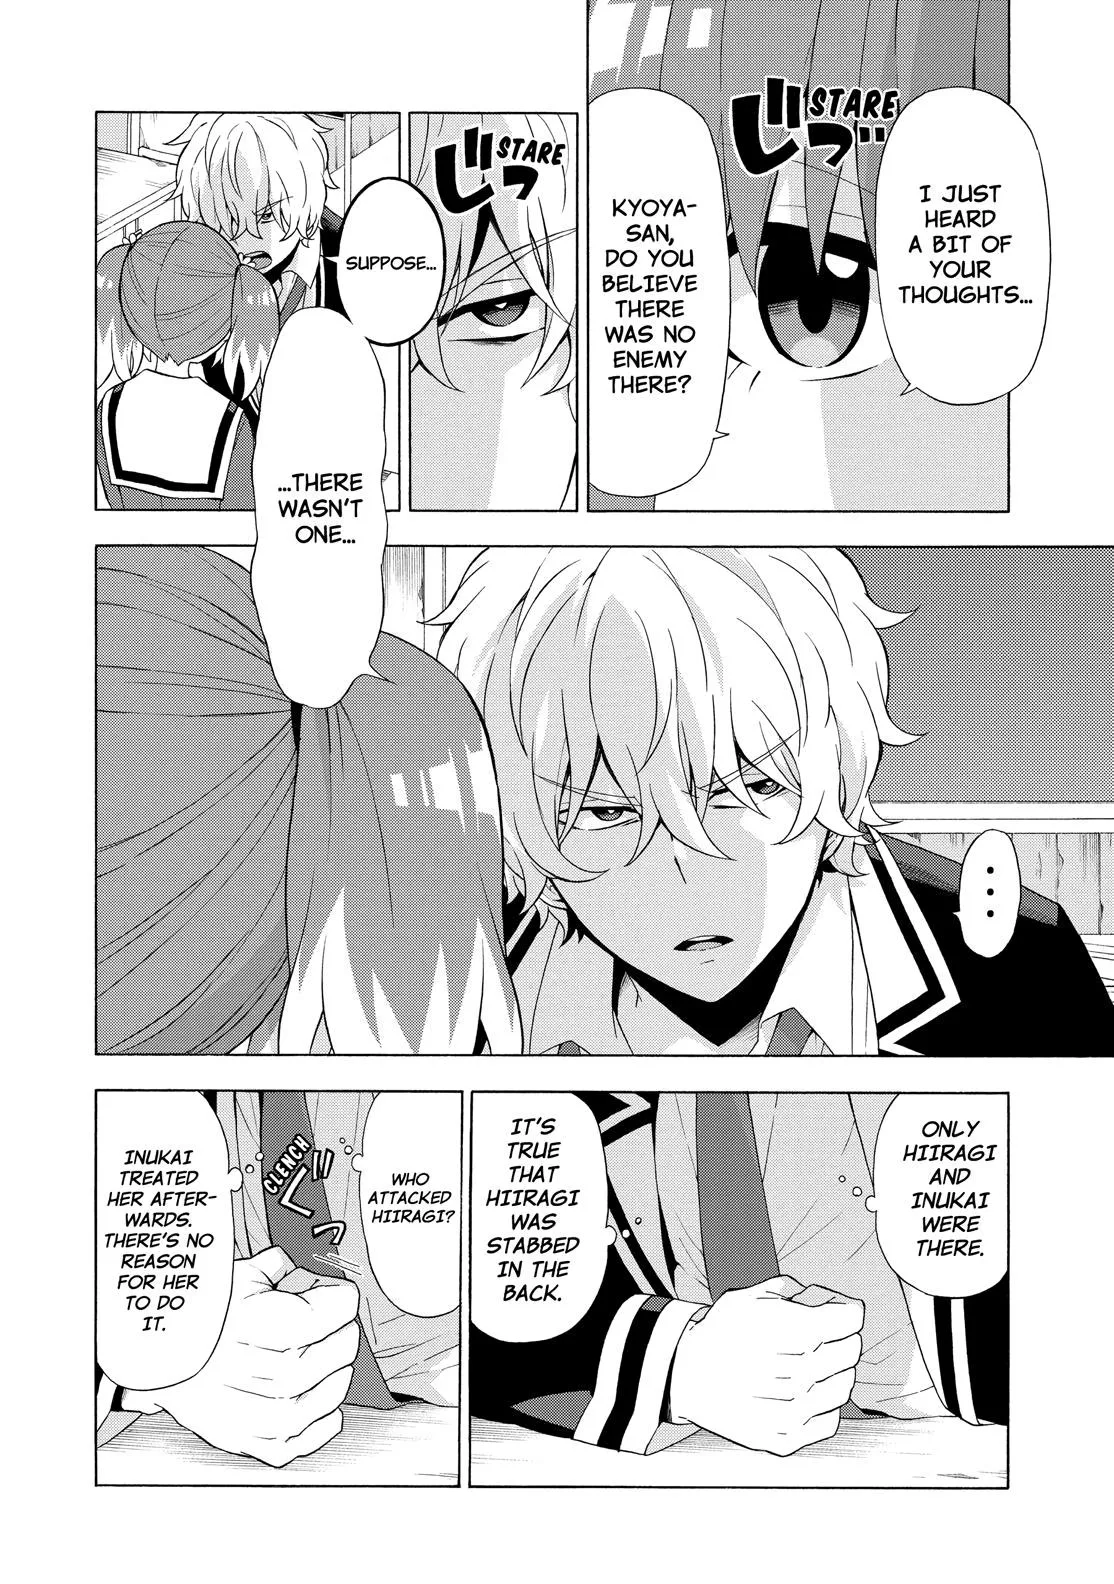 I JUST
HEARD
A BIT OF
YOUR
THOUGHTS...
STARE
じっ
KYOYA-
SAN,
DO YOU
BELIEVE
THERE
WAS NO
ENEMY
THERE?
STARE
じっ
SUPPOSE...
...THERE
WASN'T
ONE...
...
ONLY
HIIRAGI
AND
INUKAI
WERE
THERE.
IT'S
TRUE
THAT
HIIRAGI
WAS
STABBED
IN THE
BACK.
WHO
ATTACKED
HIIRAGI?
CLENCH
ぐっ
INUKAI
TREATED
HER AFTER-
WARDS.
THERE'S NO
REASON
FOR HER
TO DO
IT.